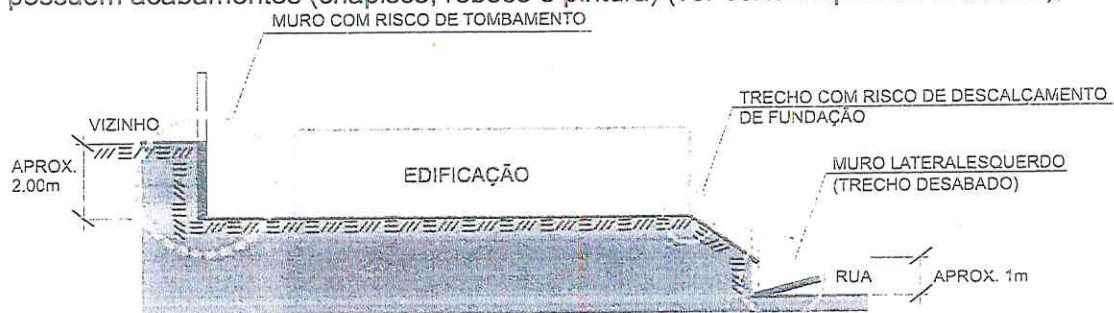 MURO COM RISCO DE TOMBAMENTO
TRECHO COM RISCO DE DESCALÇAMENTO
DE FUNDAÇÃO
VIZINHO
APROX.
2.00m
EDIFICAÇÃO
MURO LATERALESQUERDO
(TRECHO DESABADO)
RUA
APROX. 1m